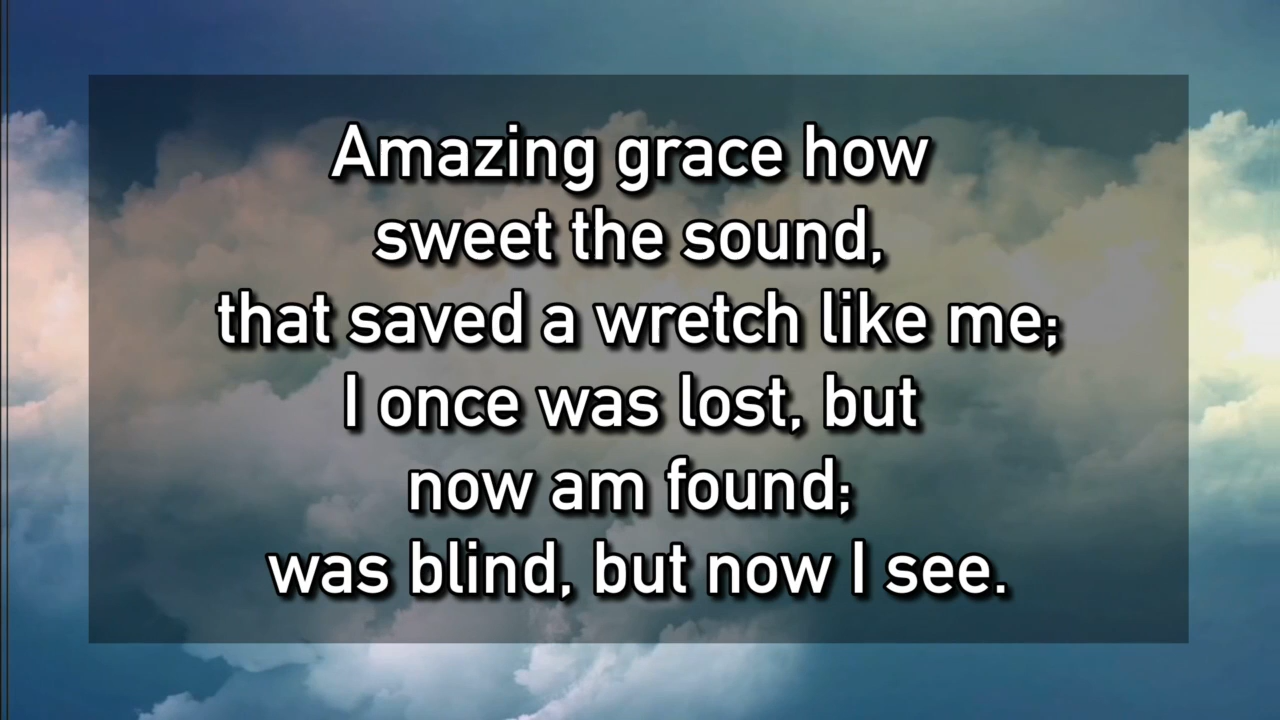 Amazing grace how
sweet the sound,
that saved a wretch like me;
I once was lost, but
now am found;
was blind, but now I see.